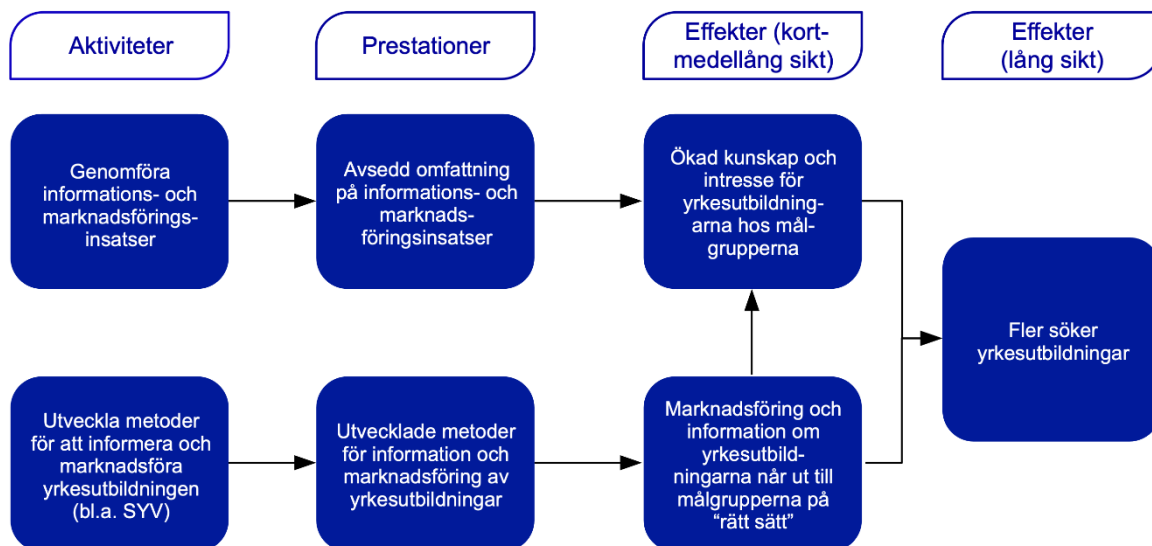 Aktiviteter
Prestationer
Effekter (kort-
medellång sikt)
Effekter
(lång sikt)
Genomföra
informations- och
marknadsförings-
insatser
Avsedd omfattning
på informations- och
marknads-
föringsinsatser
Ökad kunskap och
intresse för
yrkesutbildning-
arna hos mål-
grupperna
Fler söker
yrkesutbildningar
Utveckla metoder
för att informera och
marknadsföra
yrkesutbildningen
(bl.a. SYV)
Utvecklade metoder
för information och
marknadsföring av
yrkesutbildningar
Marknadsföring och
information om
yrkesutbild-
ningarna når ut till
målgrupperna på
“rätt sätt”